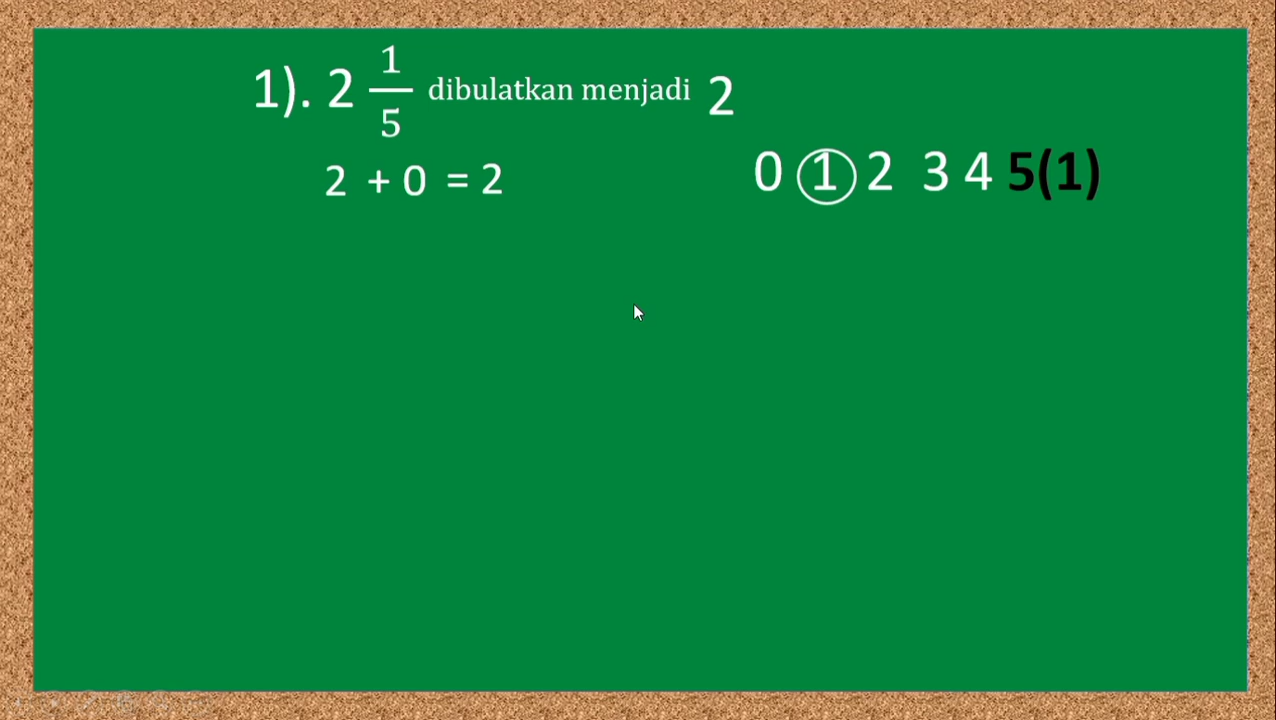 1). 2 1/5 dibulatkan menjadi 2
2 + 0 = 2
0 1 2 3 4 5(1)